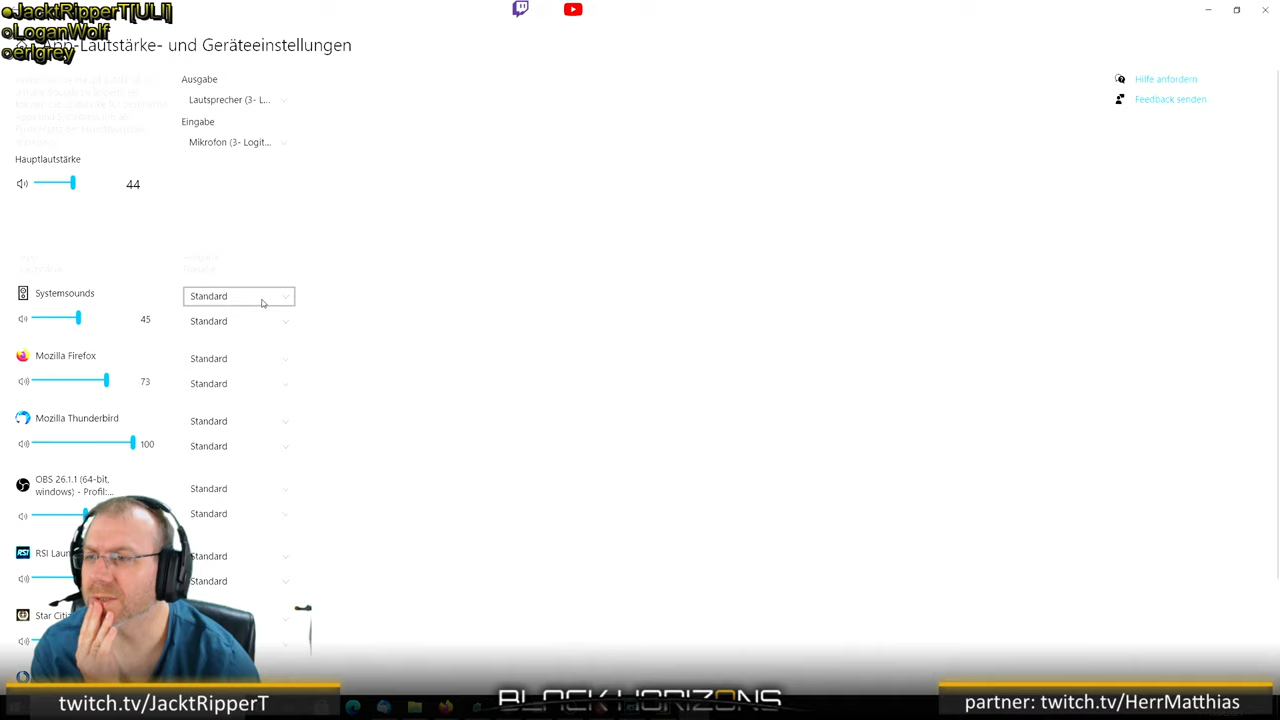 JacktRipperT[ULI]
LoganWolf
erlgrey
App-Lautstärke- und Geräteeinstellungen
Ausgabe
Lautsprecher (3- L...
Eingabe
Mikrofon (3- Logit...
Hilfe anfordern
Feedback senden
Hauptlautstärke
44
Systemsounds
Standard
45
Standard
Mozilla Firefox
Standard
73
Standard
Mozilla Thunderbird
Standard
100
Standard
OBS 26.1.1 (64-bit,
windows) - Profil:...
Standard
Standard
RSI
Standard
Standard
Star
BLACK HORIZONS
twitch.tv/JacktRipperT
partner: twitch.tv/HerrMatthias